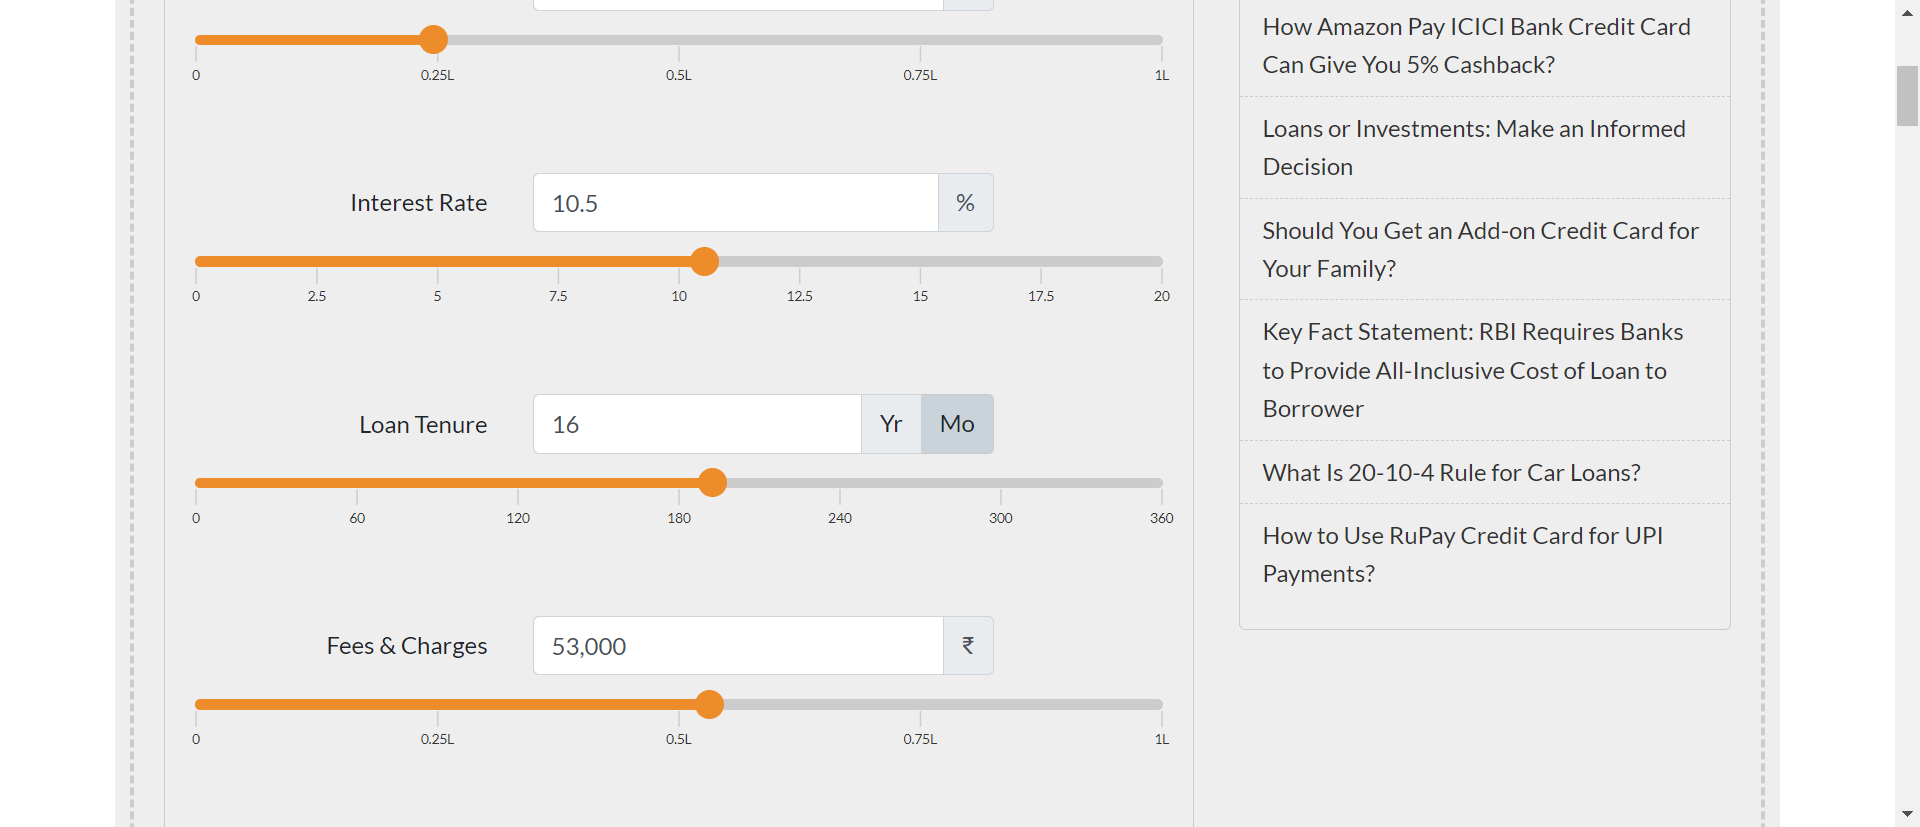 0 0.25L 0.5L 0.75L 1L
Interest Rate 10.5 %
0 2.5 5 7.5 10 12.5 15 17.5 20
Loan Tenure 16 Yr Mo
0 60 120 180 240 300 360
Fees & Charges 53,000 ₹
0 0.25L 0.5L 0.75L 1L
How Amazon Pay ICICI Bank Credit Card
Can Give You 5% Cashback?
Loans or Investments: Make an Informed
Decision
Should You Get an Add-on Credit Card for
Your Family?
Key Fact Statement: RBI Requires Banks
to Provide All-Inclusive Cost of Loan to
Borrower
What Is 20-10-4 Rule for Car Loans?
How to Use RuPay Credit Card for UPI
Payments?